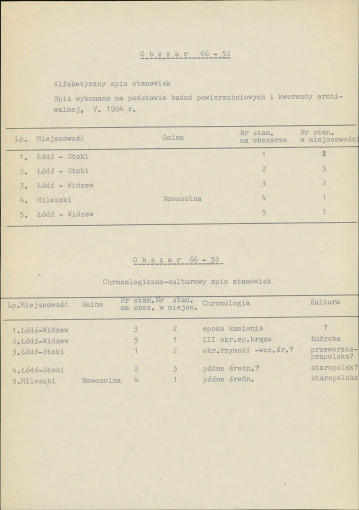 Obszar 66 - 52
Alfabetyczny spis stanowisk
Spis wykonano na podstawie badań powierzchniowych i kwerendy archi-
walnej, V. 1984 r.
Lp. Miejscowość Gmina Nr stan. na obszarze Nr stan. w miejscowości
1. Łódź - Stoki 1 2
2. Łódź - Stoki 2 3
3. Łódź - Widzew 3 2
4. Mileszki Nowosolna 4 1
5. Łódź - Widzew 5 1
Obszar 66 - 52
Chronologiczno-kulturowy spis stanowisk
Lp. Miejscowość Gmina Nr stan. na obsz. Nr stan. w miejsc. Chronologia Kultura
1. Łódź-Widzew 3 2 epoka kamienia ?
2. Łódź-Widzew 5 1 III okr.ep.brązu łużycka
3. Łódź-Stoki 1 2 okr.rzymski -wcz.śr.? przeworska-
prapolska?
4. Łódź-Stoki 2 3 późne średn.? staropolsk?
5. Mileszki Nowosolna 4 1 późne średn. staropolska